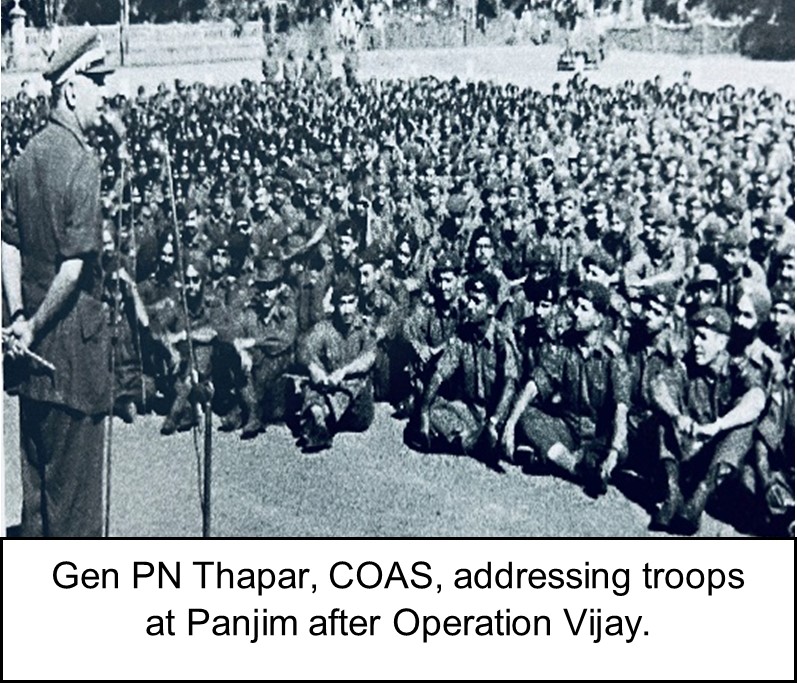 Gen PN Thapar, COAS, addressing troops
at Panjim after Operation Vijay.